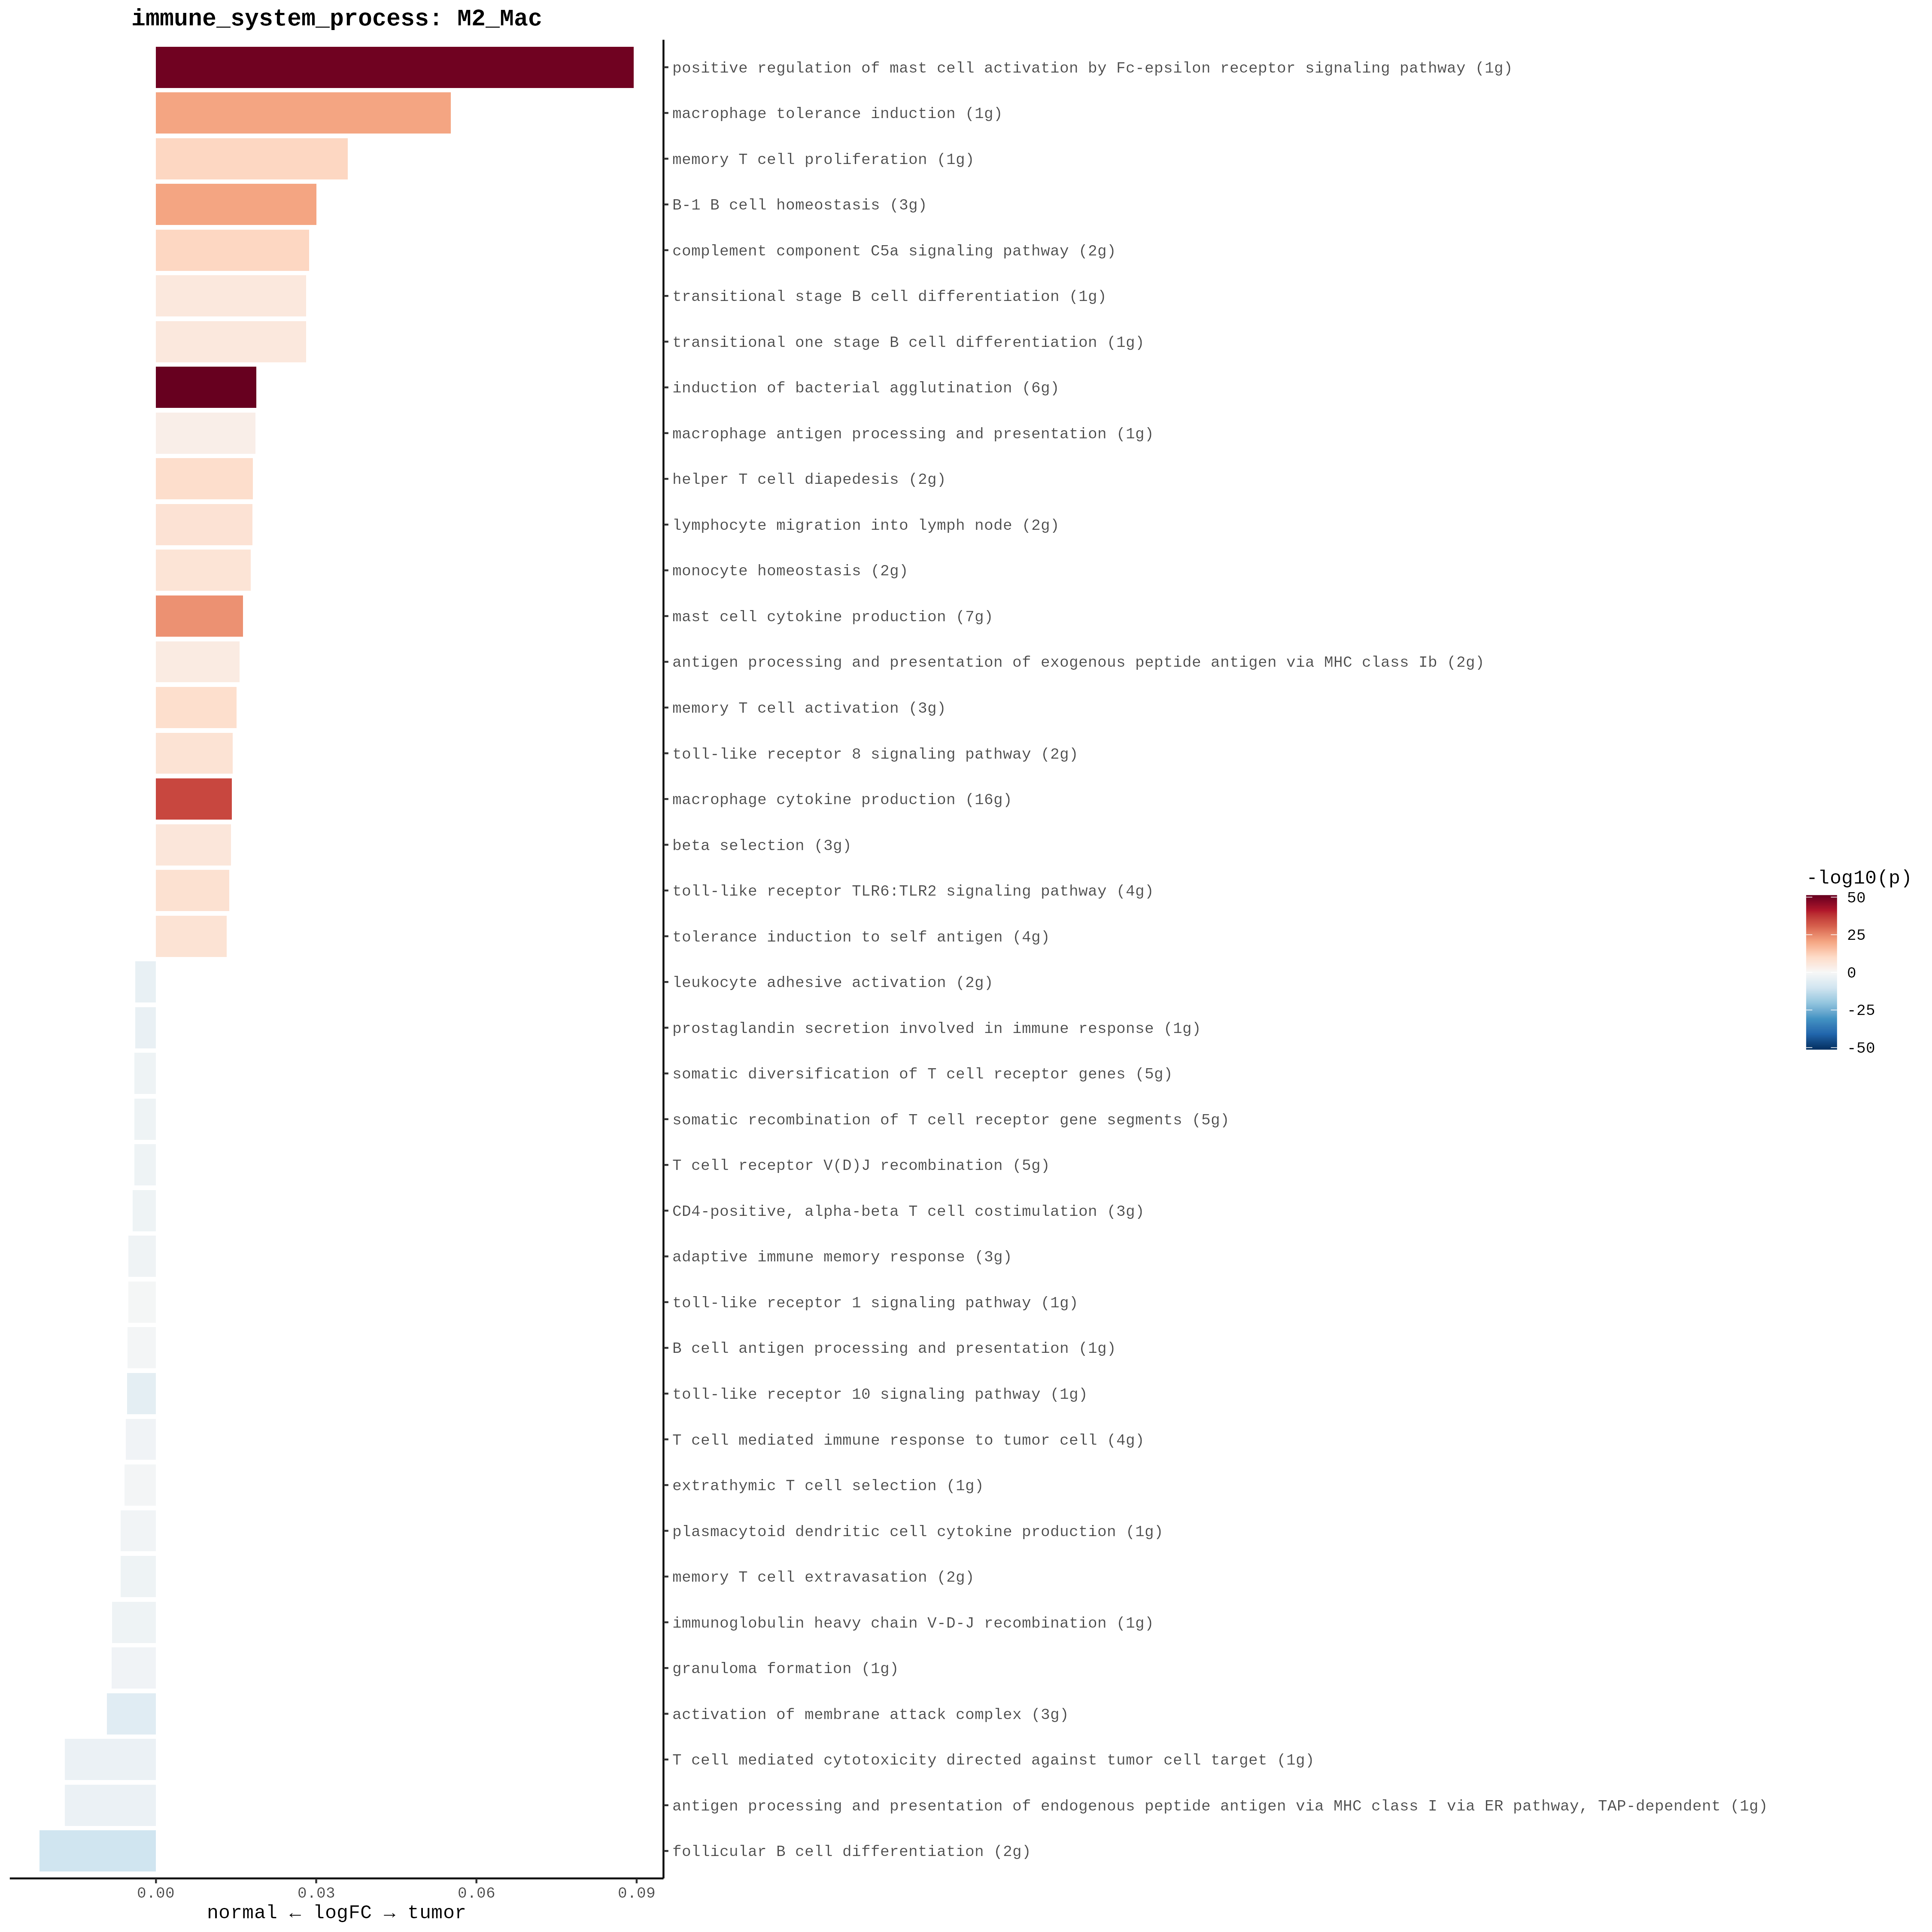 immune_system_process: M2_Mac
positive regulation of mast cell activation by Fc-epsilon receptor signaling pathway (1g)
macrophage tolerance induction (1g)
memory T cell proliferation (1g)
B-1 B cell homeostasis (3g)
complement component C5a signaling pathway (2g)
transitional stage B cell differentiation (1g)
transitional one stage B cell differentiation (1g)
induction of bacterial agglutination (6g)
macrophage antigen processing and presentation (1g)
helper T cell diapedesis (2g)
lymphocyte migration into lymph node (2g)
monocyte homeostasis (2g)
mast cell cytokine production (7g)
antigen processing and presentation of exogenous peptide antigen via MHC class Ib (2g)
memory T cell activation (3g)
toll-like receptor 8 signaling pathway (2g)
macrophage cytokine production (16g)
beta selection (3g)
toll-like receptor TLR6:TLR2 signaling pathway (4g)
tolerance induction to self antigen (4g)
leukocyte adhesive activation (2g)
prostaglandin secretion involved in immune response (1g)
somatic diversification of T cell receptor genes (5g)
somatic recombination of T cell receptor gene segments (5g)
T cell receptor V(D)J recombination (5g)
CD4-positive, alpha-beta T cell costimulation (3g)
adaptive immune memory response (3g)
toll-like receptor 1 signaling pathway (1g)
B cell antigen processing and presentation (1g)
toll-like receptor 10 signaling pathway (1g)
T cell mediated immune response to tumor cell (4g)
extrathymic T cell selection (1g)
plasmacytoid dendritic cell cytokine production (1g)
memory T cell extravasation (2g)
immunoglobulin heavy chain V-D-J recombination (1g)
granuloma formation (1g)
activation of membrane attack complex (3g)
T cell mediated cytotoxicity directed against tumor cell target (1g)
antigen processing and presentation of endogenous peptide antigen via MHC class I via ER pathway, TAP-dependent (1g)
follicular B cell differentiation (2g)
0.00 0.03 0.06 0.09
normal ← logFC → tumor
-log10(p)
50
25
0
-25
-50